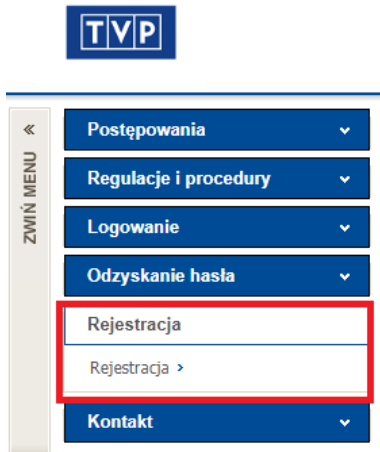 TVP
«
ZWIŃ MENU
Postępowania
Regulacje i procedury
Logowanie
Odzyskanie hasła
Rejestracja
Rejestracja >
Kontakt